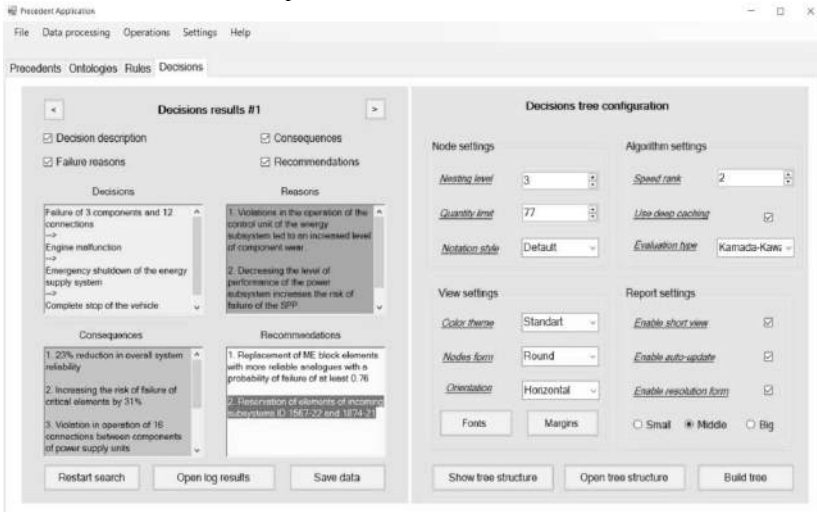 Precedent Application
File Data processing Operations Settings Help
Precedents Ontologies Rules Decisions
< Decisions results #1 >
Decision description Consequences
Failure reasons Recommendations
Decisions Reasons
Failure of 3 components and 12
connections
-->
Engine malfunction
-->
Emergency shutdown of the energy
supply system
-->
Complete stop of the vehicle
1. Violations in the operation of the
control unit of the energy
subsystem led to an increased level
of component wear.
2. Decreasing the level of
performance of the power
subsystem increases the risk of
failure of the SPP
Consequences Recommendations
1. 23% reduction in overall system
reliability
2. Increasing the risk of failure of
critical elements by 31%
3. Violation in operation of 16
connections between components
of power supply units
1. Replacement of ME block elements
with more reliable analogues with a
probability of failure of at least 0.76
2. Reservation of elements of incoming
subsystems ID 1567-22 and 1874-21
Restart search Open log results Save data
Decisions tree configuration
Node settings
Nesting level 3
Quantity limit 77
Notation style Default
Algorithm settings
Speed rank 2
Use deep caching
Evaluation type Kamada-Kawa
View settings
Color theme Standart
Nodes form Round
Orientation Horizontal
Fonts Margins
Report settings
Enable short view
Enable auto-update
Enable resolution form
Small Middle Big
Show tree structure Open tree structure Build tree